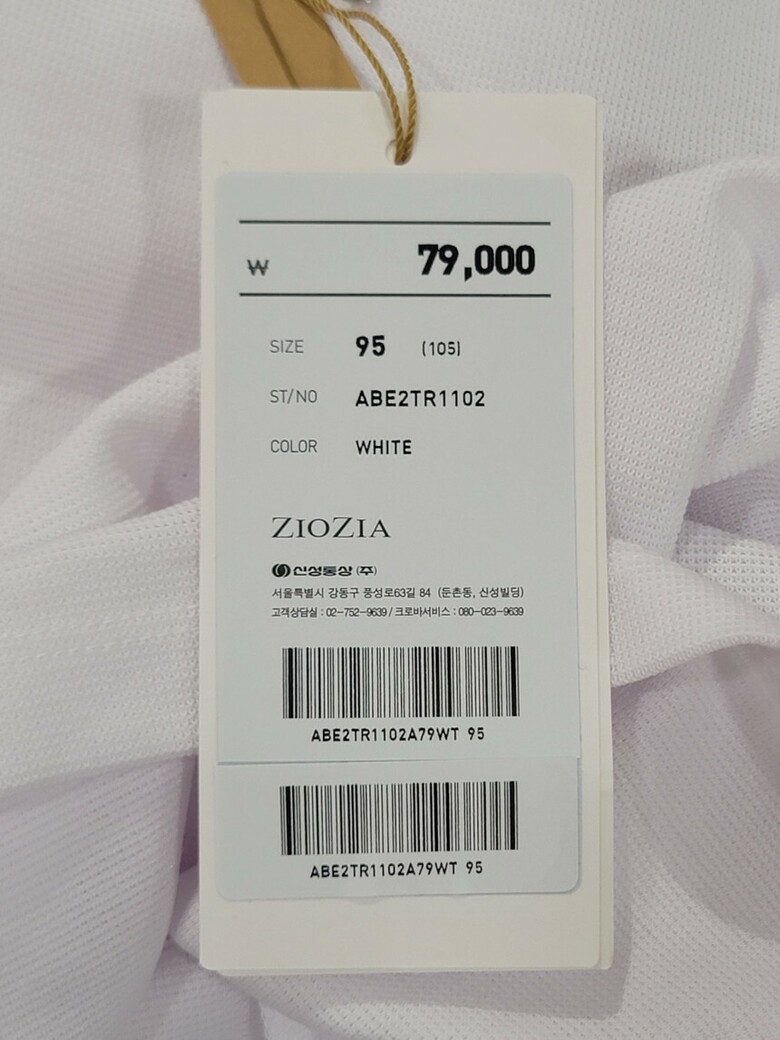 ₩ 79,000
SIZE 95 (105)
ST/NO ABE2TR1102
COLOR WHITE
ZIOZIA
신성통상 (주)
서울특별시 강동구 풍성로63길 84 (둔촌동, 신성빌딩)
고객상담실 : 02-752-9639 / 크로바서비스 : 080-023-9639
ABE2TR1102A79WT 95
ABE2TR1102A79WT 95